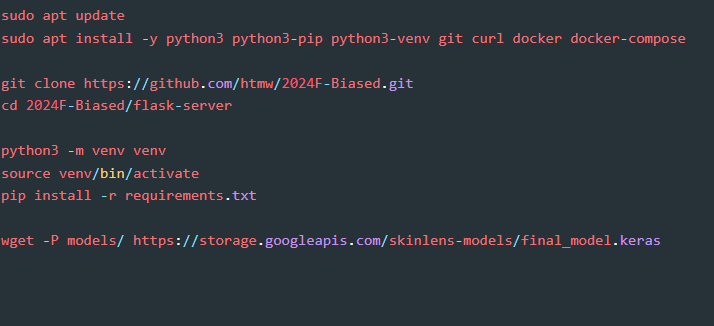 sudo apt update
sudo apt install -y python3 python3-pip python3-venv git curl docker docker-compose
git clone https://github.com/htmw/2024F-Biased.git
cd 2024F-Biased/flask-server
python3 -m venv venv
source venv/bin/activate
pip install -r requirements.txt
wget -P models/ https://storage.googleapis.com/skinlens-models/final_model.keras